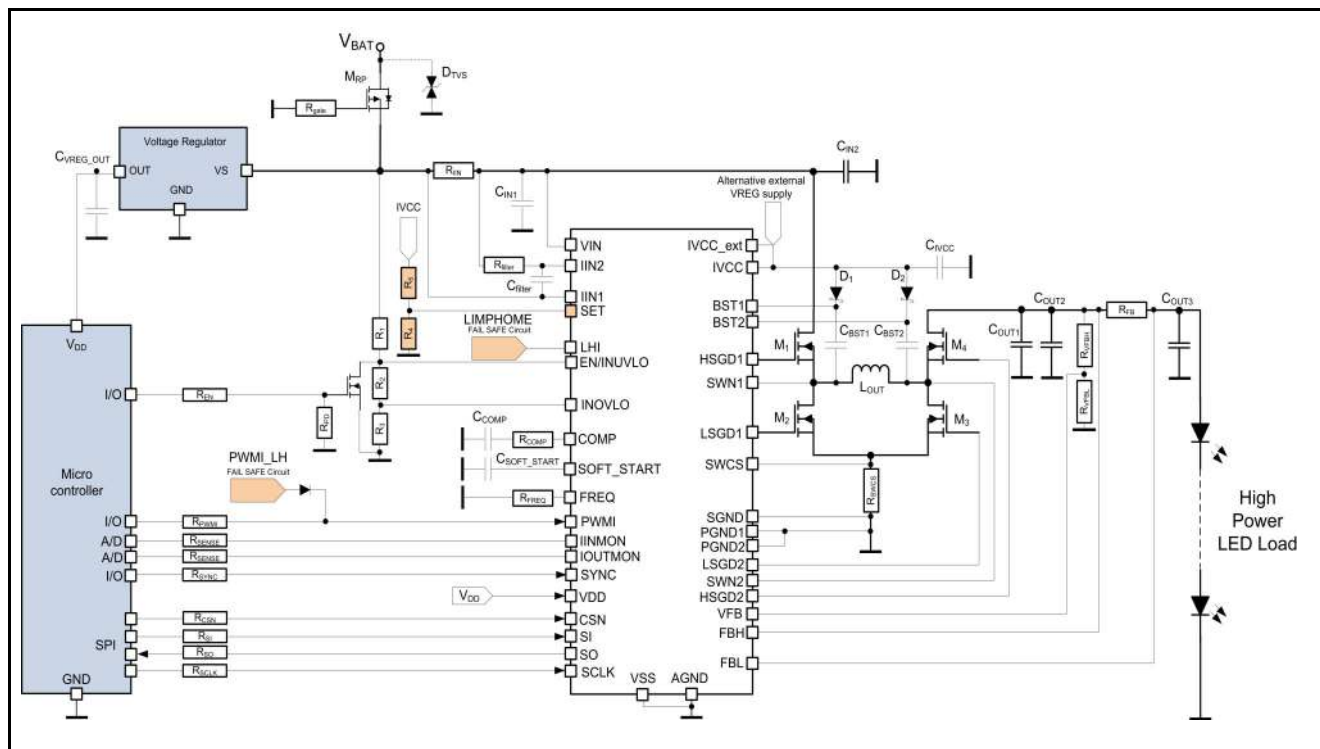 VBAT
DTVS
MRP
Rgate
Voltage Regulator
CVREG_OUT
OUT
VS
GND
CIN2
Alternative external
VREG supply
CIN1
IVCC
VIN
IVCC_ext
IIN2
Rfilter
Cfilter
IVCC
CIVCC
D1
D2
IIN1
BST1
SET
BST2
CBST1
CBST2
R4
R1
LIMPHOME
FAIL SAFE Circuit
LHI
EN/INUVLO
HSGD1
M1
M4
SWN1
LOUT
COUT1
COUT2
RFB
COUT3
RVFBH
RVFBL
VDD
I/O
REN
RPD
R2
R3
INOVLO
LSGD1
M2
M3
CCOMP
RCOMP
COMP
SWCS
RSWCS
CSOFT_START
SOFT_START
RFREQ
FREQ
PWMI_LH
FAIL SAFE Circuit
Micro
controller
SGND
PGND1
PGND2
LSGD2
SWN2
HSGD2
VFB
FBH
FBL
High
Power
LED Load
I/O
RPWMI
PWMI
A/D
RSENSE
IINMON
A/D
RSENSE
IOUTMON
I/O
RSYNC
SYNC
VDD
VDD
RCSN
CSN
SPI
RSI
SI
RSO
SO
RSCLK
SCLK
GND
VSS
AGND